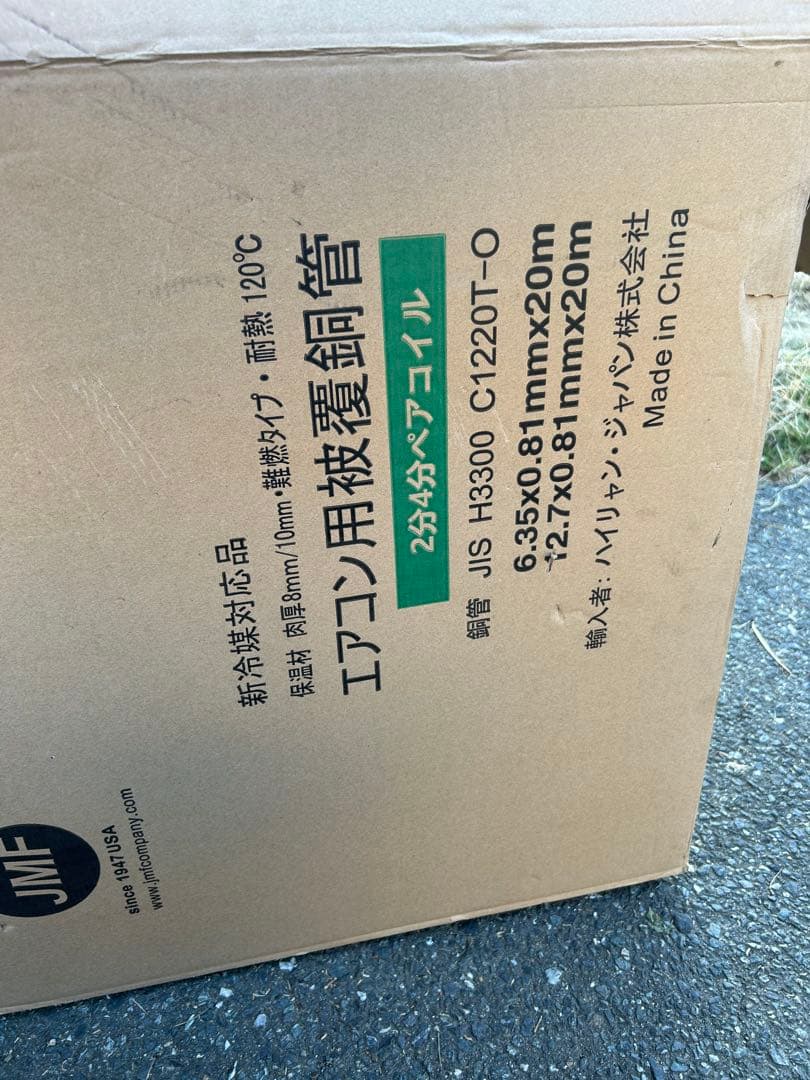 JMF
since 1947 USA
www.jmfcompany.com
新冷媒対応品
保温材 肉厚8mm/10mm・難燃タイプ・耐熱120℃
エアコン用被覆銅管
2分4分ペアコイル
銅管 JIS H3300 C1220T-O
6.35x0.81mmx20m
12.7x0.81mmx20m
輸入者: ハイリャン・ジャパン株式会社
Made in China